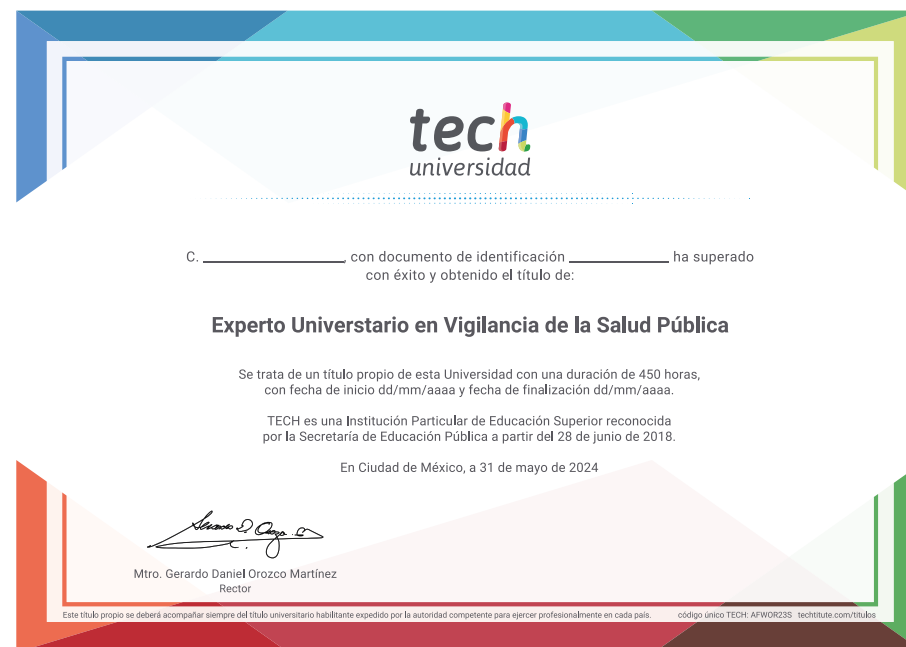 tech
universidad
C. ____________________, con documento de identificación ______________ ha superado
con éxito y obtenido el título de:
Experto Universtario en Vigilancia de la Salud Pública
Se trata de un título propio de esta Universidad con una duración de 450 horas,
con fecha de inicio dd/mm/aaaa y fecha de finalización dd/mm/aaaa.
TECH es una Institución Particular de Educación Superior reconocida
por la Secretaría de Educación Pública a partir del 28 de junio de 2018.
En Ciudad de México, a 31 de mayo de 2024
Mtro. Gerardo Daniel Orozco Martínez
Rector
Este título propio se deberá acompañar siempre del título universitario habilitante expedido por la autoridad competente para ejercer profesionalmente en cada país. código único TECH: AFWOR23S techtitute.com/titulos